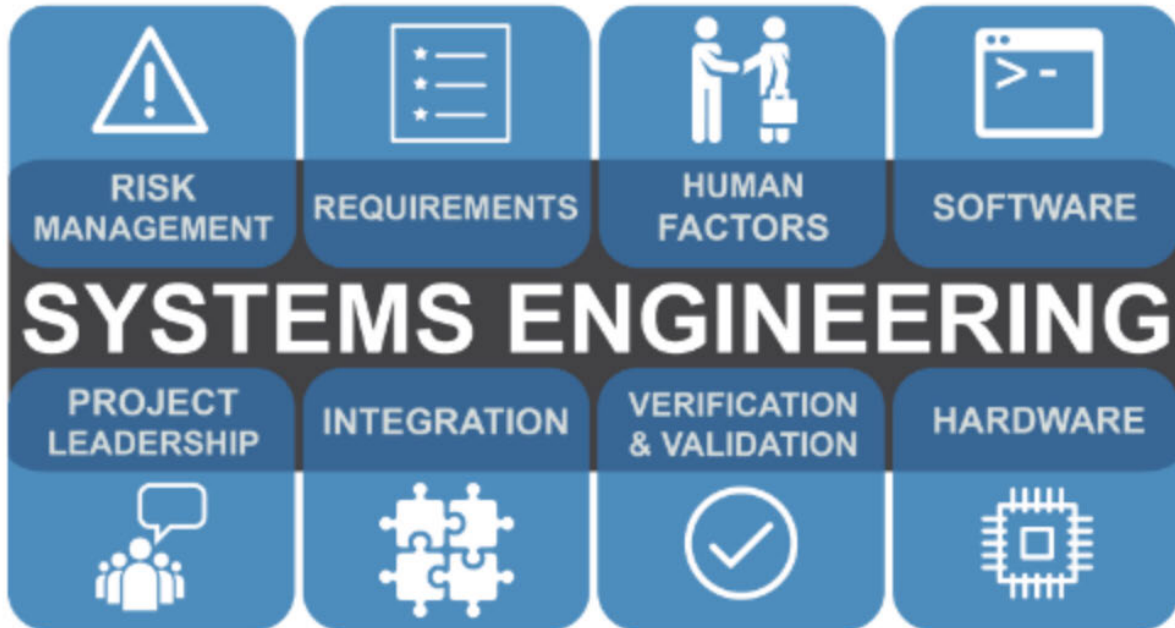 RISK
MANAGEMENT
REQUIREMENTS
HUMAN
FACTORS
SOFTWARE
>-
SYSTEMS ENGINEERING
PROJECT
LEADERSHIP
INTEGRATION
VERIFICATION
& VALIDATION
HARDWARE